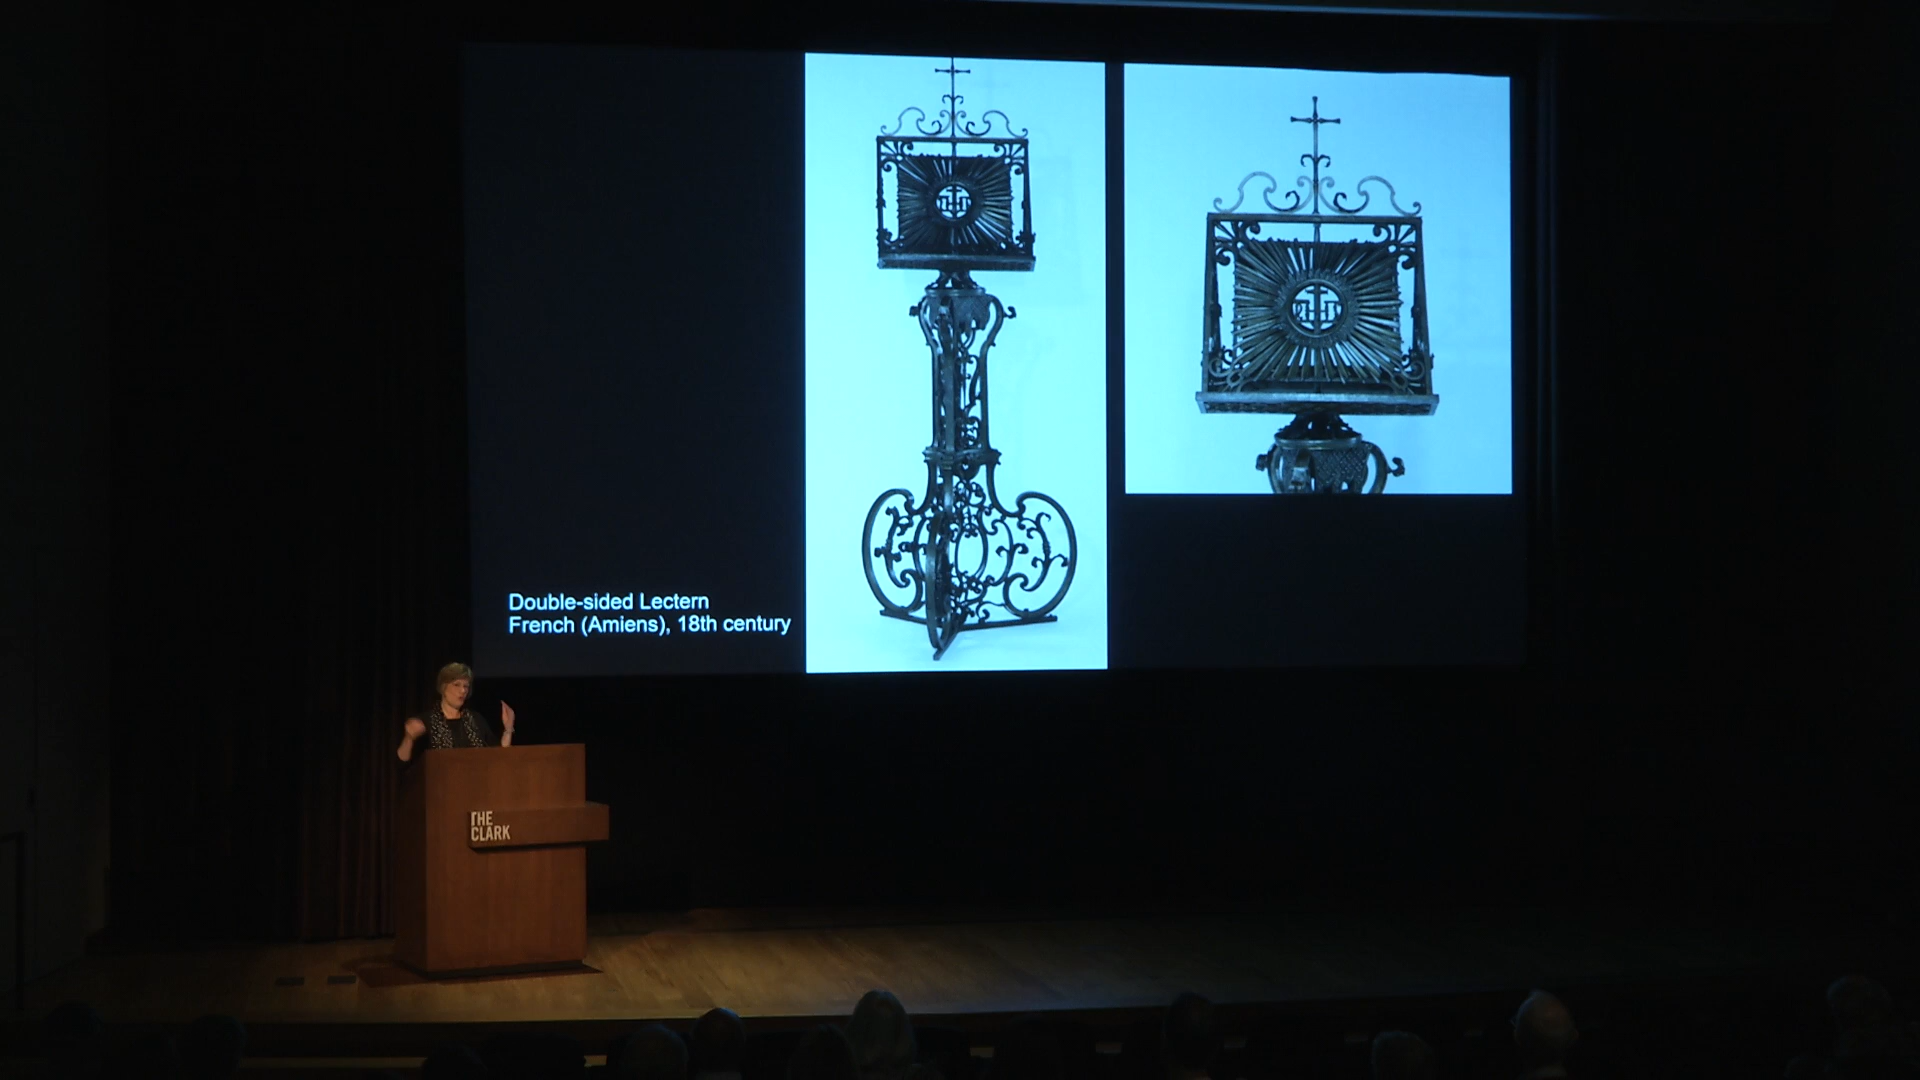 Double-sided Lectern
French (Amiens), 18th century
THE
CLARK